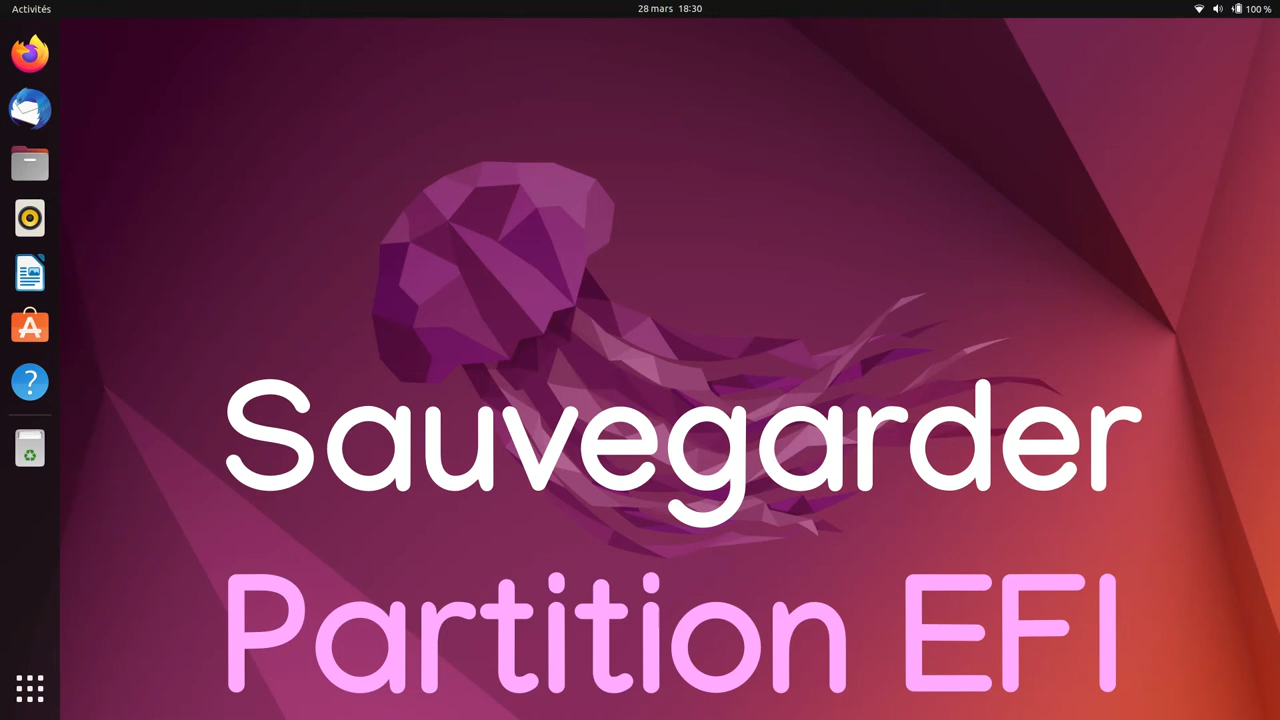 Activités
28 mars 18:30
100 %
Sauvegarder
Partition EFI